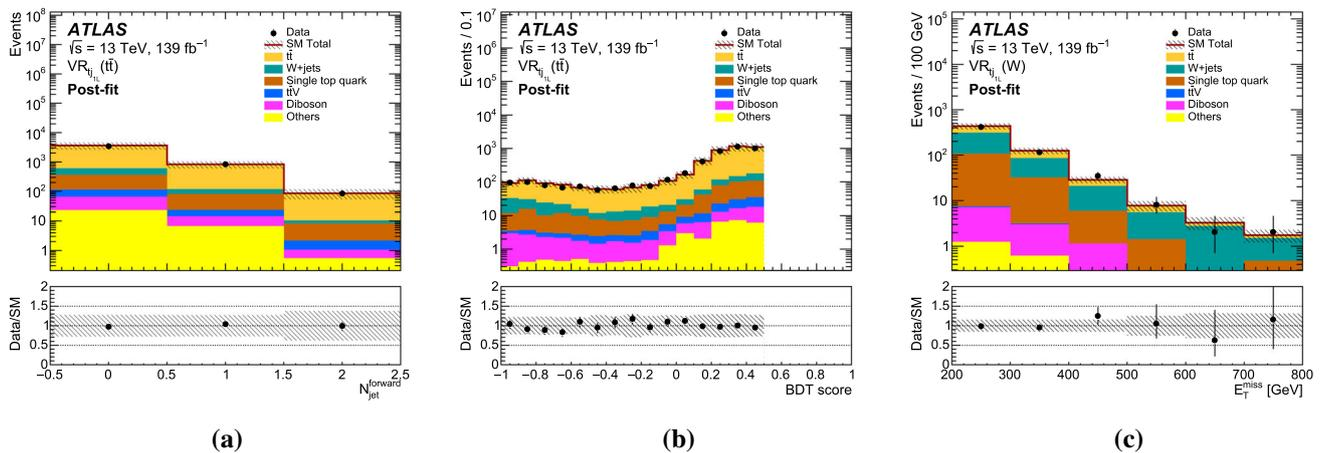 Events
10⁸
10⁷
10⁶
10⁵
10⁴
10³
10²
10
1
ATLAS
√s = 13 TeV, 139 fb⁻¹
VR_tj_1L (tt̄)
Post-fit
Data
SM Total
tt̄
W+jets
Single top quark
tt̄V
Diboson
Others
Data/SM
2
1.5
1
0.5
0
−0.5 0 0.5 1 1.5 2 2.5
N_jet^forward
(a)
Events / 0.1
10⁷
10⁶
10⁵
10⁴
10³
10²
10
1
ATLAS
√s = 13 TeV, 139 fb⁻¹
VR_tj_1L (tt̄)
Post-fit
Data
SM Total
tt̄
W+jets
Single top quark
tt̄V
Diboson
Others
Data/SM
2
1.5
1
0.5
0
−1 −0.8 −0.6 −0.4 −0.2 0 0.2 0.4 0.6 0.8 1
BDT score
(b)
Events / 100 GeV
10⁵
10⁴
10³
10²
10
1
ATLAS
√s = 13 TeV, 139 fb⁻¹
VR_tj_1L (W)
Post-fit
Data
SM Total
tt̄
W+jets
Single top quark
tt̄V
Diboson
Others
Data/SM
2
1.5
1
0.5
0
200 300 400 500 600 700 800
E_T^miss [GeV]
(c)